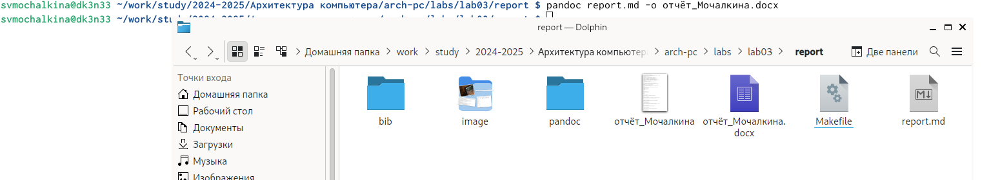 svmochalkina@dk3n33 ~/work/study/2024-2025/Архитектура компьютера/arch-pc/labs/lab03/report $ pandoc report.md -o отчёт_Мочалкина.docx
svmochalkina@dk3n33 ~/work/stu
report — Dolphin
Домашняя папка work study 2024-2025 Архитектура компьютер arch-pc labs lab03 report Две панели
Точки входа
Домашняя папка
Рабочий стол
Документы
Загрузки
Музыка
Изображения
bib image pandoc отчёт_Мочалкина отчёт_Мочалкина. Makefile report.md
docx